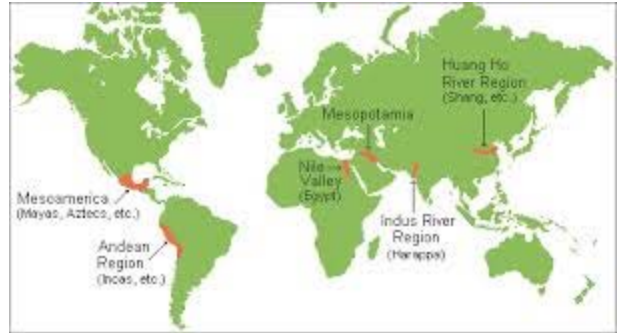 Huang Ho
River Region
(Shang, etc.)
Mesopotamia
Nile
Valley
(Egypt)
Indus River
Region
(Harappa)
Mesoamerica
(Mayas, Aztecs, etc.)
Andean
Region
(Incas, etc.)